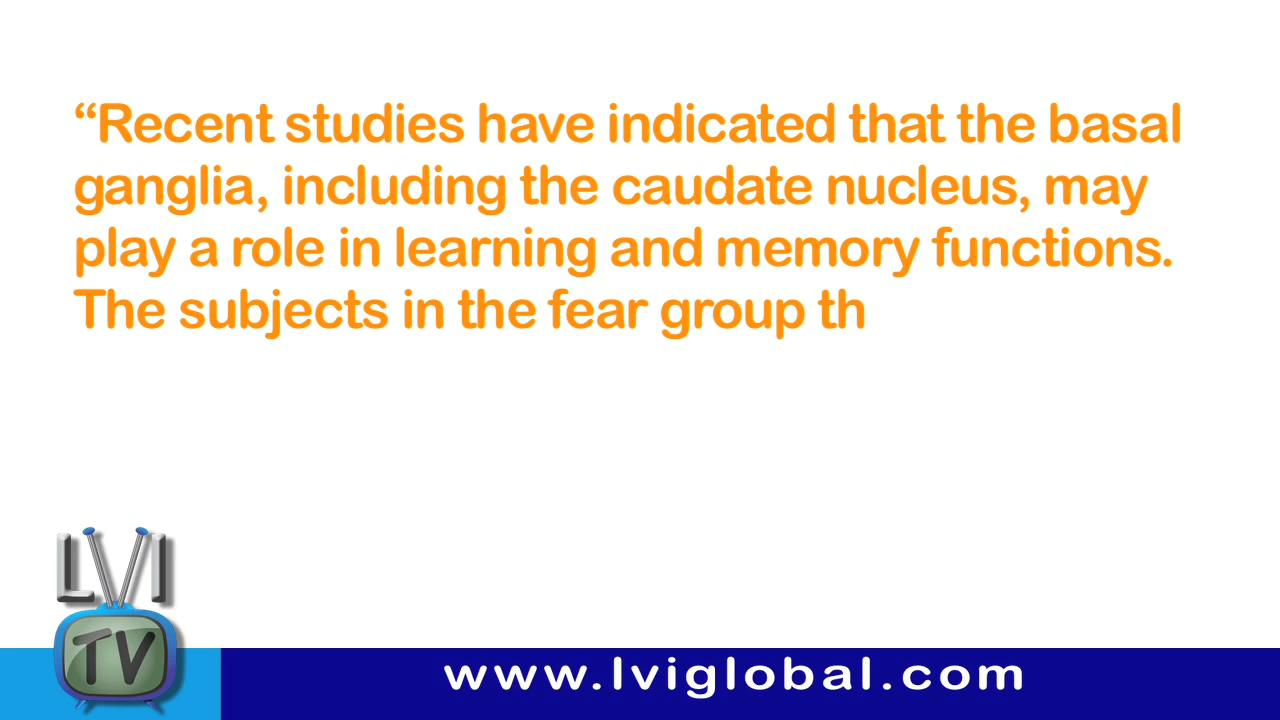 “Recent studies have indicated that the basal
ganglia, including the caudate nucleus, may
play a role in learning and memory functions.
The subjects in the fear group th
LVI
TV
www.lviglobal.com